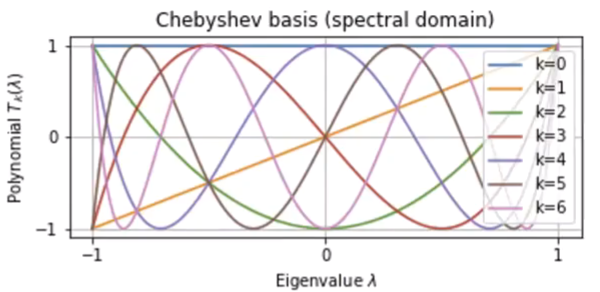 Chebyshev basis (spectral domain)
Polynomial T_k(λ)
1
0
−1
k=0
k=1
k=2
k=3
k=4
k=5
k=6
−1
0
1
Eigenvalue λ